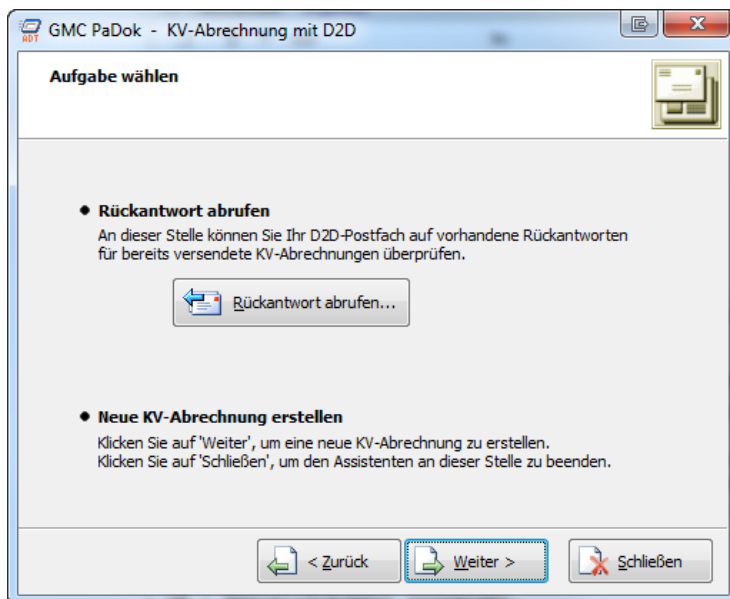 GMC PaDok - KV-Abrechnung mit D2D
ADT
Aufgabe wählen
Rückantwort abrufen
An dieser Stelle können Sie Ihr D2D-Postfach auf vorhandene Rückantworten
für bereits versendete KV-Abrechnungen überprüfen.
Rückantwort abrufen...
Neue KV-Abrechnung erstellen
Klicken Sie auf 'Weiter', um eine neue KV-Abrechnung zu erstellen.
Klicken Sie auf 'Schließen', um den Assistenten an dieser Stelle zu beenden.
< Zurück
Weiter >
Schließen